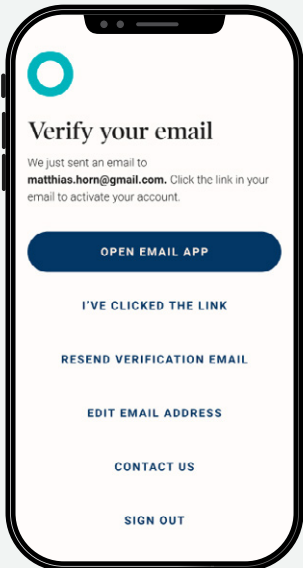 Verify your email
We just sent an email to
matthias.horn@gmail.com. Click the link in your
email to activate your account.
OPEN EMAIL APP
I'VE CLICKED THE LINK
RESEND VERIFICATION EMAIL
EDIT EMAIL ADDRESS
CONTACT US
SIGN OUT